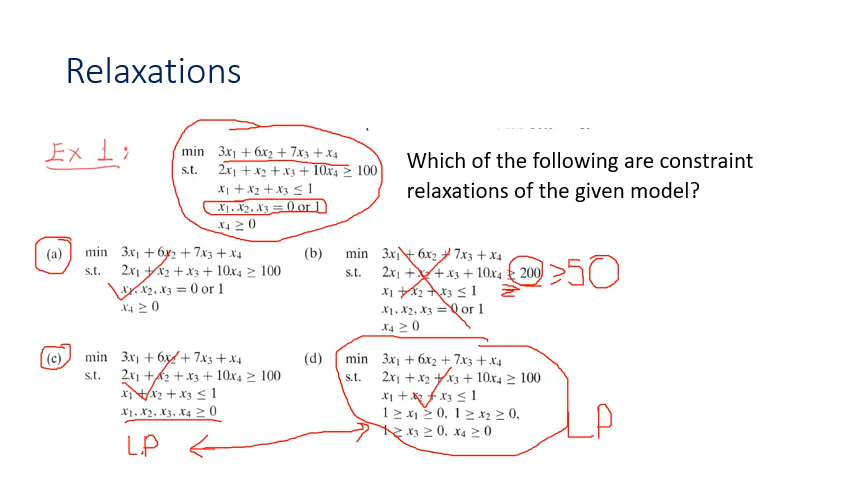 Relaxations
Ex 1:
min 3x₁ + 6x₂ + 7x₃ + x₄
s.t. 2x₁ + x₂ + x₃ + 10x₄ ≥ 100
x₁ + x₂ + x₃ ≤ 1
x₁, x₂, x₃ = 0 or 1
x₄ ≥ 0
Which of the following are constraint
relaxations of the given model?
(a) min 3x₁ + 6x₂ + 7x₃ + x₄
s.t. 2x₁ + x₂ + x₃ + 10x₄ ≥ 100
x₁, x₂, x₃ = 0 or 1
x₄ ≥ 0
(b) min 3x₁ + 6x₂ + 7x₃ + x₄
s.t. 2x₁ + x₂ + x₃ + 10x₄ ≥ 200 ≥ 50
x₁ + x₂ + x₃ ≤ 1
x₁, x₂, x₃ = 0 or 1
x₄ ≥ 0
(c) min 3x₁ + 6x₂ + 7x₃ + x₄
s.t. 2x₁ + x₂ + x₃ + 10x₄ ≥ 100
x₁ + x₂ + x₃ ≤ 1
x₁, x₂, x₃, x₄ ≥ 0
LP
(d) min 3x₁ + 6x₂ + 7x₃ + x₄
s.t. 2x₁ + x₂ + x₃ + 10x₄ ≥ 100
x₁ + x₂ + x₃ ≤ 1
1 ≥ x₁ ≥ 0, 1 ≥ x₂ ≥ 0,
1 ≥ x₃ ≥ 0, x₄ ≥ 0
LP